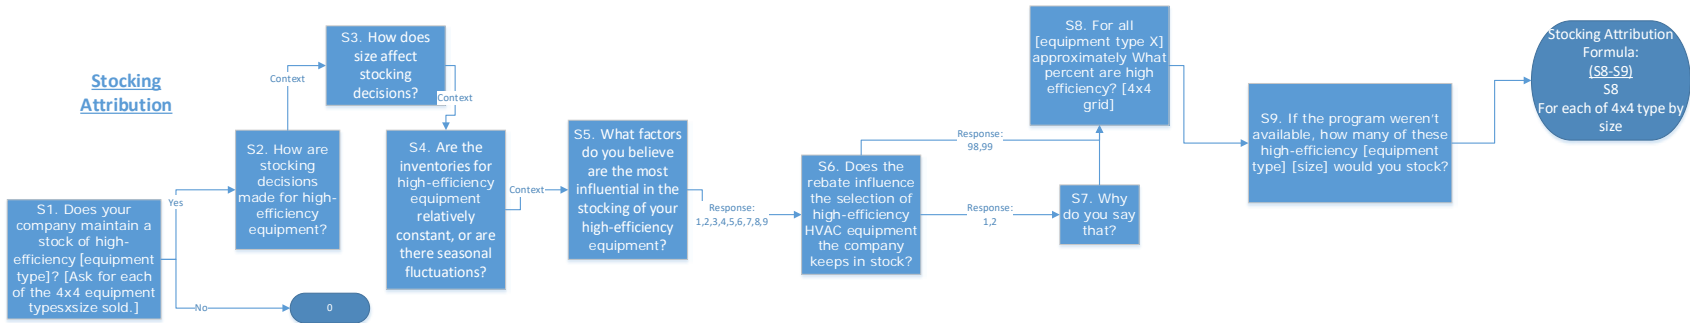 Stocking
Attribution
S1. Does your
company maintain a
stock of high-
efficiency [equipment
type]? [Ask for each
of the 4x4 equipment
typesxsize sold.]
Yes
No
0
S2. How are
stocking
decisions
made for high-
efficiency
equipment?
Context
S3. How does
size affect
stocking
decisions?
Context
S4. Are the
inventories for
high-efficiency
equipment
relatively
constant, or are
there seasonal
fluctuations?
Context
S5. What factors
do you believe
are the most
influential in the
stocking of your
high-efficiency
equipment?
Response:
1,2,3,4,5,6,7,8,9
S6. Does the
rebate influence
the selection of
high-efficiency
HVAC equipment
the company
keeps in stock?
Response:
98,99
Response:
1,2
S7. Why
do you say
that?
S8. For all
[equipment type X]
approximately What
percent are high
efficiency? [4x4
grid]
S9. If the program weren't
available, how many of these
high-efficiency [equipment
type] [size] would you stock?
Stocking Attribution
Formula:
(S8-S9)
S8
For each of 4x4 type by
size